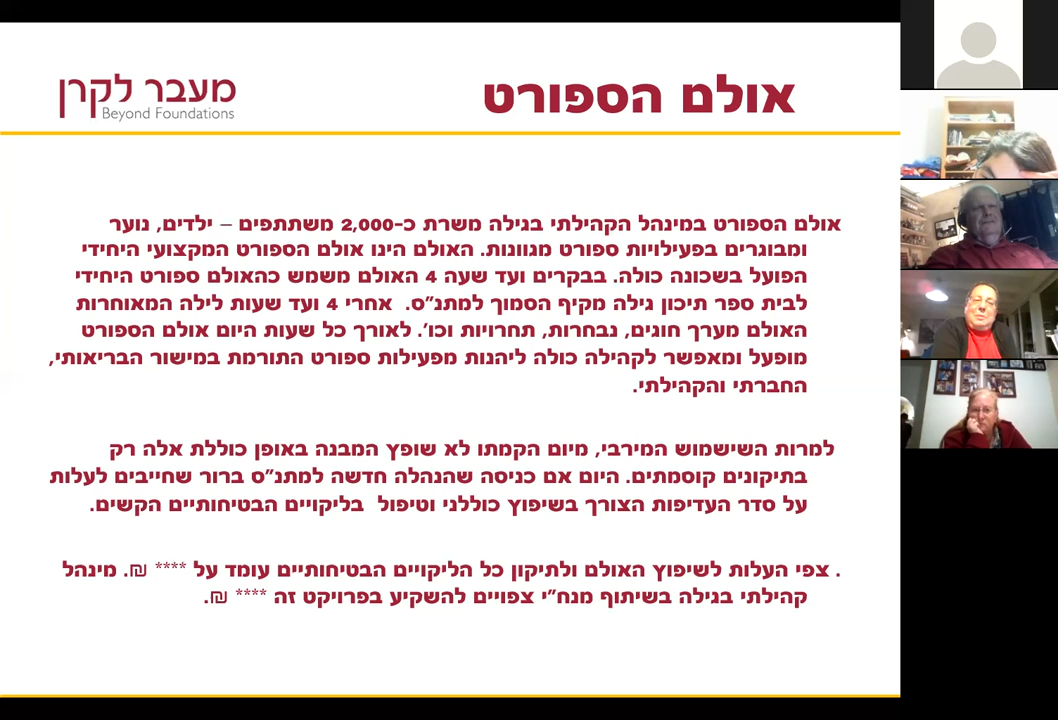 אולם הספורט
מעבר לקרן
Beyond Foundations
אולם הספורט במינהל הקהילתי בגילה משרת כ-2,000 משתתפים – ילדים, נוער
ומבוגרים בפעילויות ספורט מגוונות. האולם הינו אולם הספורט המקצועי היחידי
הפועל בשכונה כולה. בבקרים ועד שעה 4 האולם משמש כהאולם ספורט היחידי
לבית ספר תיכון גילה מקיף הסמוך למתנ"ס. אחרי 4 ועד שעות לילה המאוחרות
האולם מערך חוגים, נבחרות, תחרויות וכו'. לאורך כל שעות היום אולם הספורט
מופעל ומאפשר לקהילה כולה ליהנות מפעילות ספורט התורמת במישור הבריאותי,
החברתי והקהילתי.
למרות השישמוש המירבי, מיום הקמתו לא שופץ המבנה באופן כוללת אלה רק
בתיקונים קוסמתים. היום אם כניסה שהנהלה חדשה למתנ"ס ברור שחייבים לעלות
על סדר העדיפות הצורך בשיפוץ כוללני וטיפול בליקויים הבטיחותיים הקשים.
. צפי העלות לשיפוץ האולם ולתיקון כל הליקויים הבטיחותיים עומד על **** ₪. מינהל
קהילתי בגילה בשיתוף מנח"י צפויים להשקיע בפרויקט זה **** ₪.